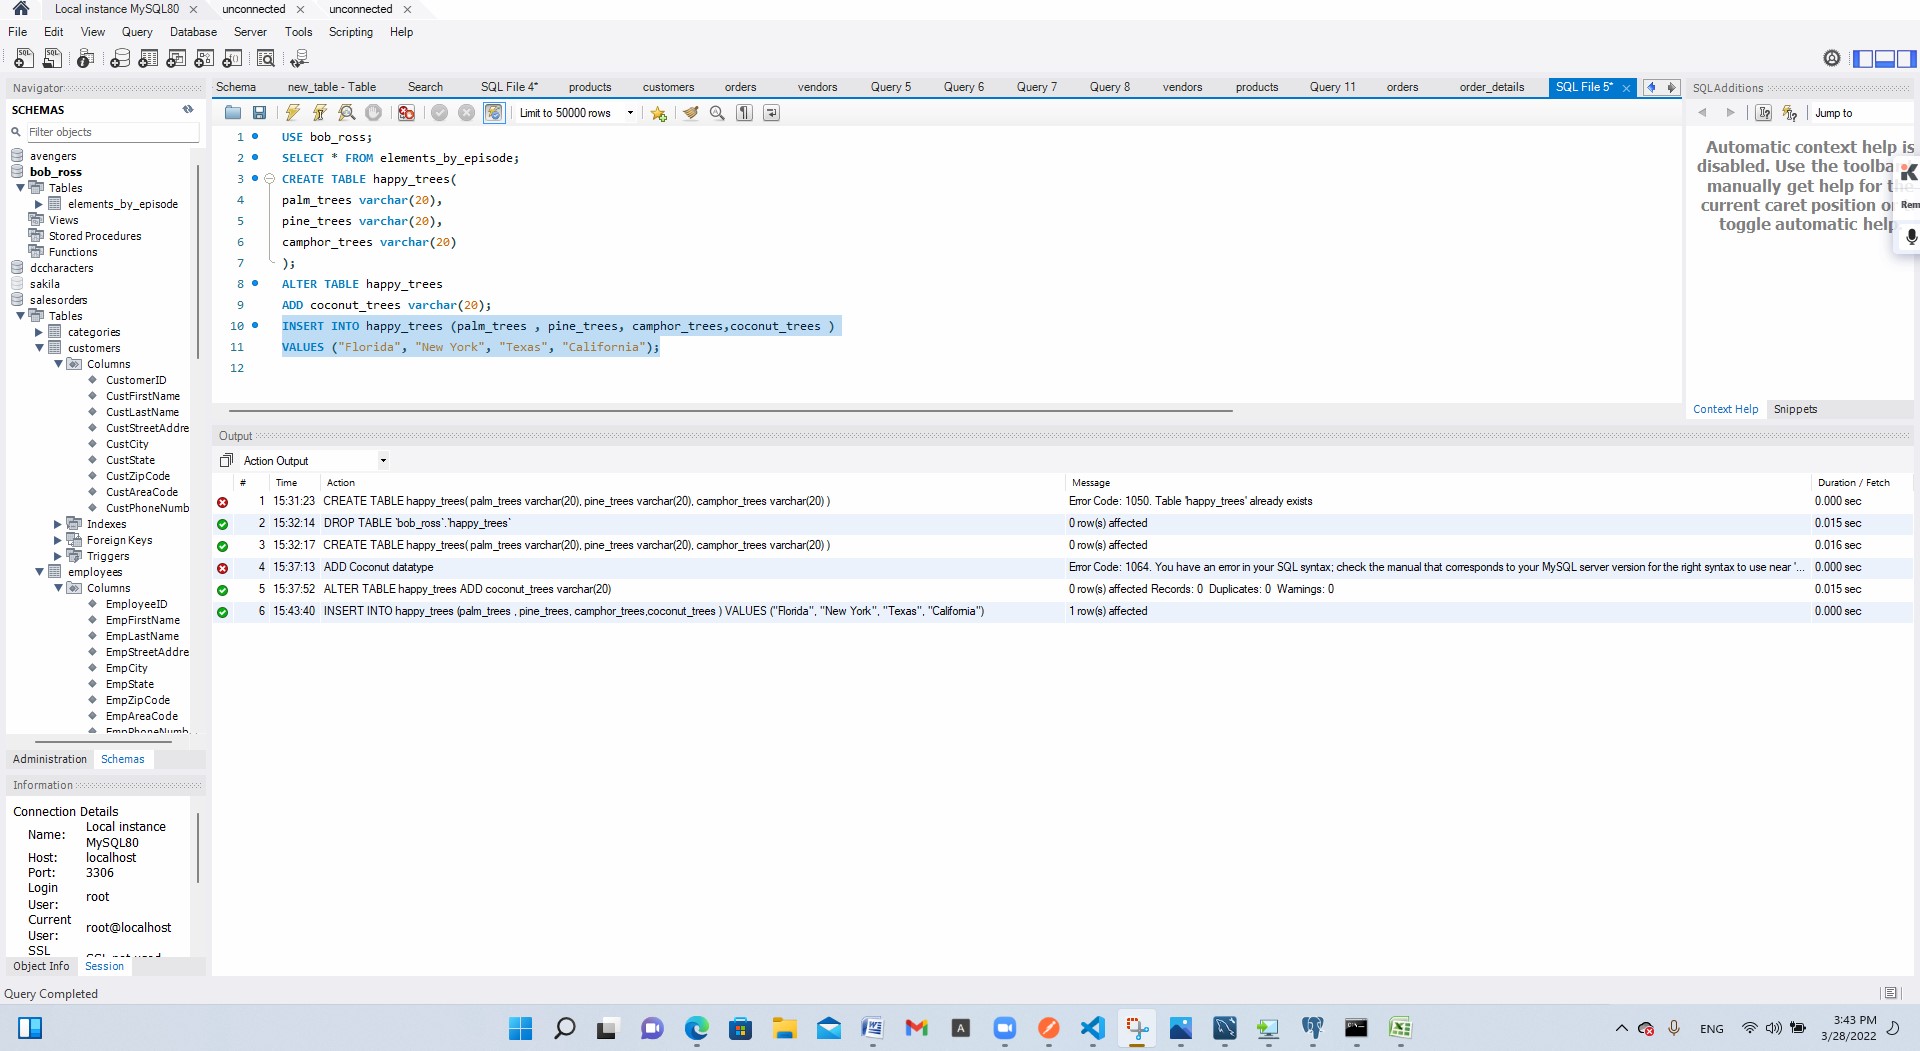 Local instance MySQL80
unconnected
unconnected
File Edit View Query Database Server Tools Scripting Help
Navigator
SCHEMAS
Filter objects
avengers
bob_ross
Tables
elements_by_episode
Views
Stored Procedures
Functions
dccharacters
sakila
salesorders
Tables
categories
customers
Columns
CustomerID
CustFirstName
CustLastName
CustStreetAddre
CustCity
CustState
CustZipCode
CustAreaCode
CustPhoneNumb
Indexes
Foreign Keys
Triggers
employees
Columns
EmployeeID
EmpFirstName
EmpLastName
EmpStreetAddre
EmpCity
EmpState
EmpZipCode
EmpAreaCode
EmpPhoneNumb
Administration Schemas
Information
Connection Details
Name: Local instance MySQL80
Host: localhost
Port: 3306
Login User: root
Current User: root@localhost
SSL
Object Info Session
Query Completed
Schema new_table - Table Search SQL File 4* products customers orders vendors Query 5 Query 6 Query 7 Query 8 vendors products Query 11 orders order_details SQL File 5*
Limit to 50000 rows
1 USE bob_ross;
2 SELECT * FROM elements_by_episode;
3 CREATE TABLE happy_trees(
4 palm_trees varchar(20),
5 pine_trees varchar(20),
6 camphor_trees varchar(20)
7 );
8 ALTER TABLE happy_trees
9 ADD coconut_trees varchar(20);
10 INSERT INTO happy_trees (palm_trees , pine_trees, camphor_trees,coconut_trees )
11 VALUES ("Florida", "New York", "Texas", "California");
12
Output
Action Output
# Time Action Message Duration / Fetch
1 15:31:23 CREATE TABLE happy_trees( palm_trees varchar(20), pine_trees varchar(20), camphor_trees varchar(20) ) Error Code: 1050. Table 'happy_trees' already exists 0.000 sec
2 15:32:14 DROP TABLE `bob_ross`.`happy_trees` 0 row(s) affected 0.015 sec
3 15:32:17 CREATE TABLE happy_trees( palm_trees varchar(20), pine_trees varchar(20), camphor_trees varchar(20) ) 0 row(s) affected 0.016 sec
4 15:37:13 ADD Coconut datatype Error Code: 1064. You have an error in your SQL syntax; check the manual that corresponds to your MySQL server version for the right syntax to use near '... 0.000 sec
5 15:37:52 ALTER TABLE happy_trees ADD coconut_trees varchar(20) 0 row(s) affected Records: 0 Duplicates: 0 Warnings: 0 0.015 sec
6 15:43:40 INSERT INTO happy_trees (palm_trees , pine_trees, camphor_trees,coconut_trees ) VALUES ("Florida", "New York", "Texas", "California") 1 row(s) affected 0.000 sec
SQLAdditions
Jump to
Automatic context help is
disabled. Use the toolba
manually get help for th
current caret position o
toggle automatic help
Rem
Context Help Snippets
ENG
3:43 PM
3/28/2022